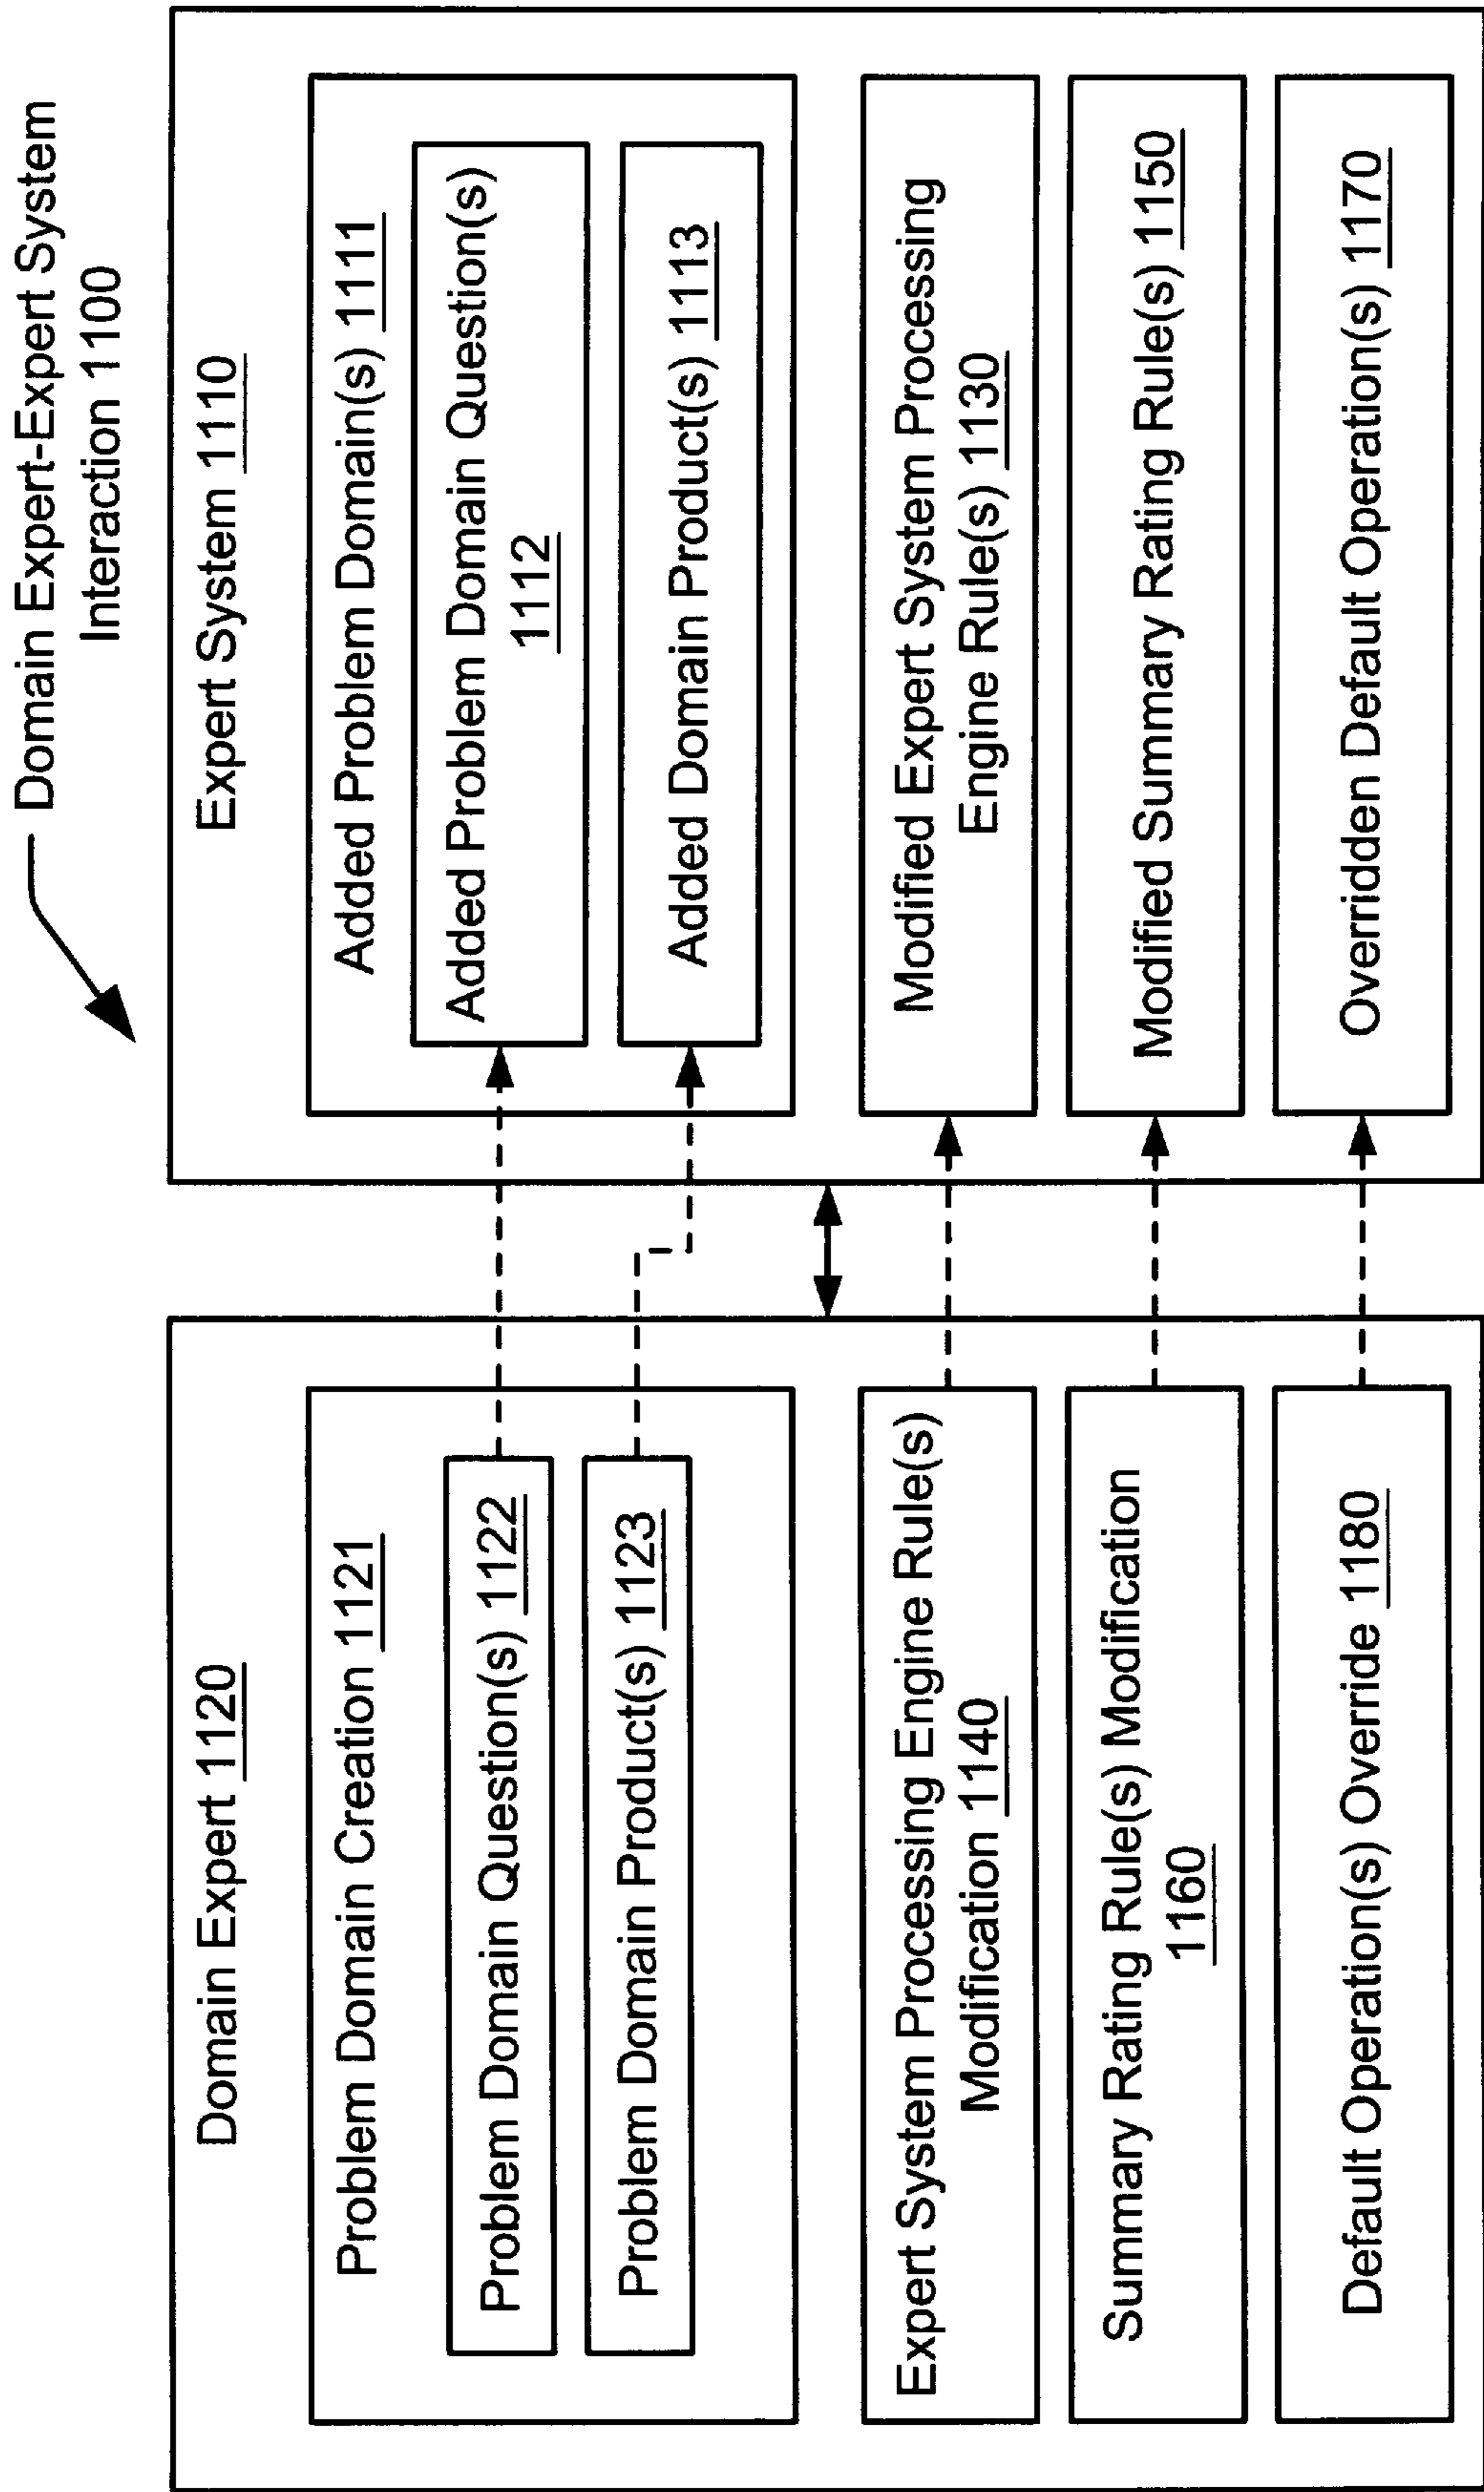 Domain Expert-Expert System
Interaction 1100
Domain Expert 1120
Problem Domain Creation 1121
Problem Domain Question(s) 1122
Problem Domain Product(s) 1123
Expert System Processing Engine Rule(s)
Modification 1140
Summary Rating Rule(s) Modification
1160
Default Operation(s) Override 1180
Expert System 1110
Added Problem Domain(s) 1111
Added Problem Domain Question(s)
1112
Added Domain Product(s) 1113
Modified Expert System Processing
Engine Rule(s) 1130
Modified Summary Rating Rule(s) 1150
Overridden Default Operation(s) 1170